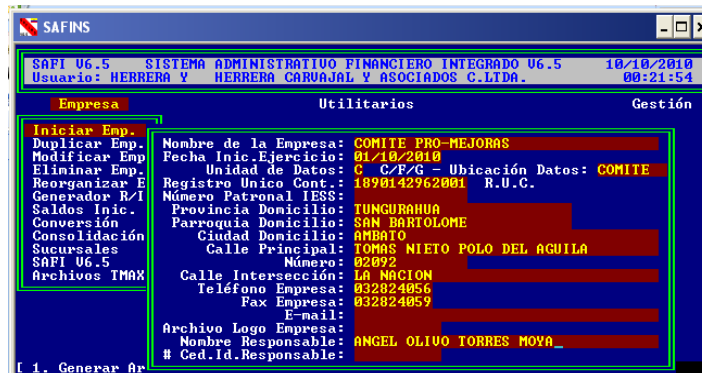 SAFINS
SAFI V6.5 SISTEMA ADMINISTRATIVO FINANCIERO INTEGRADO V6.5 10/10/2010
Usuario: HERRERA Y HERRERA CARVAJAL Y ASOCIADOS C.LTDA. 00:21:54
Empresa Utilitarios Gestión
Iniciar Emp.
Duplicar Emp.
Modificar Emp
Eliminar Emp.
Reorganizar E
Generador R/I
Saldos Inic.
Conversión
Consolidación
Sucursales
SAFI V6.5
Archivos TMAX
Nombre de la Empresa: COMITE PRO-MEJORAS
Fecha Inic.Ejercicio: 01/10/2010
Unidad de Datos: C C/F/G - Ubicación Datos: COMITE
Registro Unico Cont.: 1890142962001 R.U.C.
Número Patronal IESS:
Provincia Domicilio: TUNGURAHUA
Parroquia Domicilio: SAN BARTOLOME
Ciudad Domicilio: AMBATO
Calle Principal: TOMAS NIETO POLO DEL AGUILA
Número: 02092
Calle Intersección: LA NACION
Teléfono Empresa: 032824056
Fax Empresa: 032824059
E-mail:
Archivo Logo Empresa:
Nombre Responsable: ANGEL OLIVO TORRES MOYA_
# Ced.Id.Responsable:
[ 1. Generar Ar